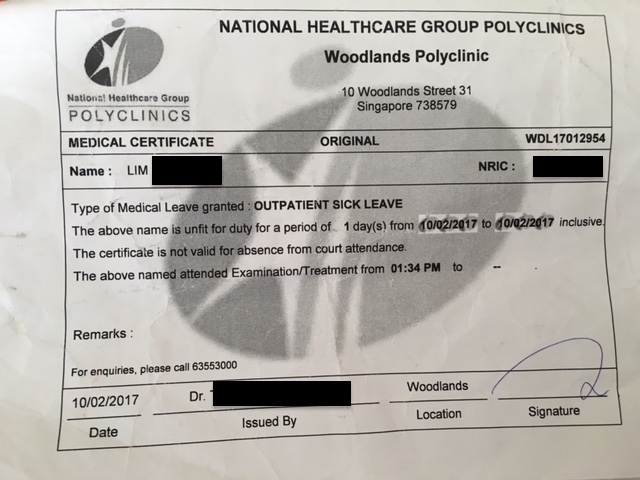 NATIONAL HEALTHCARE GROUP POLYCLINICS
Woodlands Polyclinic
10 Woodlands Street 31
Singapore 738579
National Healthcare Group
POLYCLINICS
MEDICAL CERTIFICATE ORIGINAL WDL17012954
Name : LIM NRIC :
Type of Medical Leave granted : OUTPATIENT SICK LEAVE
The above name is unfit for duty for a period of 1 day(s) from 10/02/2017 to 10/02/2017 inclusive.
The certificate is not valid for absence from court attendance.
The above named attended Examination/Treatment from 01:34 PM to --
Remarks :
For enquiries, please call 63553000
10/02/2017 Dr. Woodlands
Date Issued By Location Signature